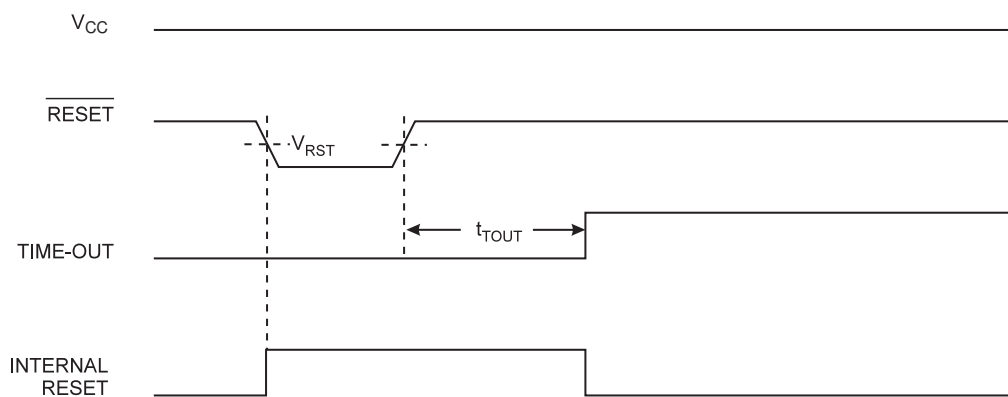 VCC
RESET
VRST
tTOUT
TIME-OUT
INTERNAL
RESET